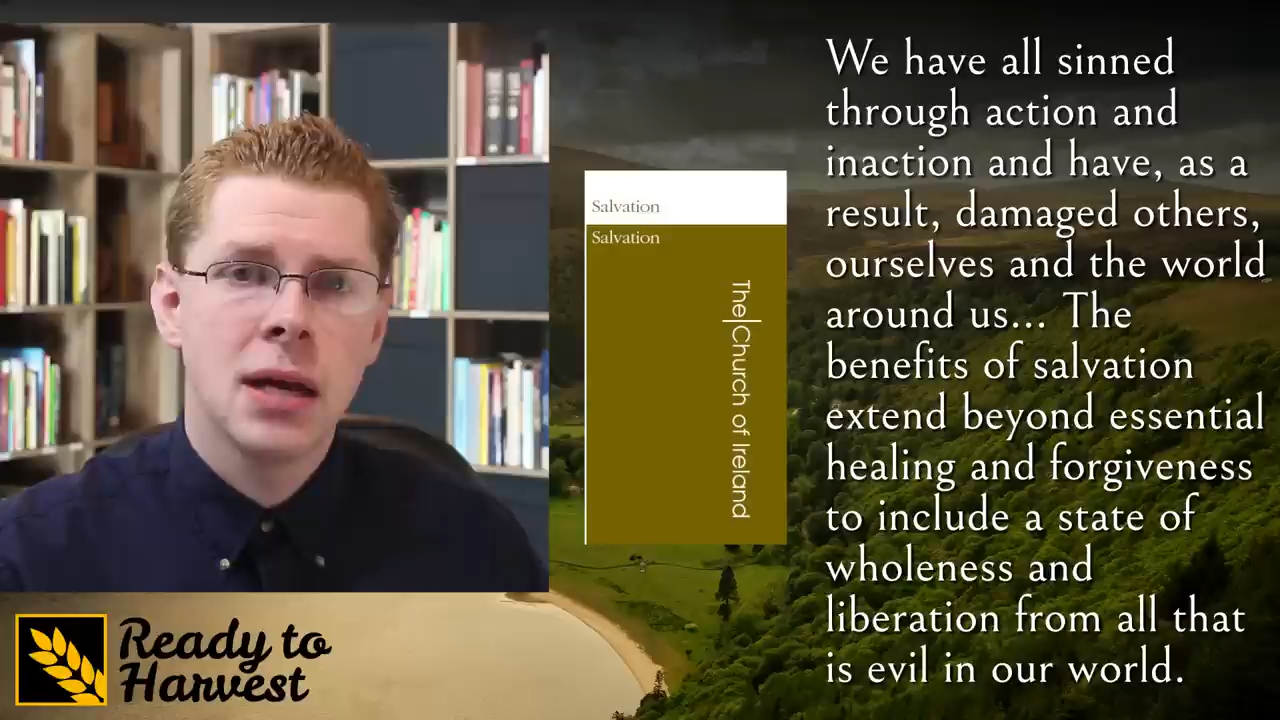 Salvation
Salvation
The Church of Ireland
We have all sinned
through action and
inaction and have, as a
result, damaged others,
ourselves and the world
around us... The
benefits of salvation
extend beyond essential
healing and forgiveness
to include a state of
wholeness and
liberation from all that
is evil in our world.
Ready to
Harvest